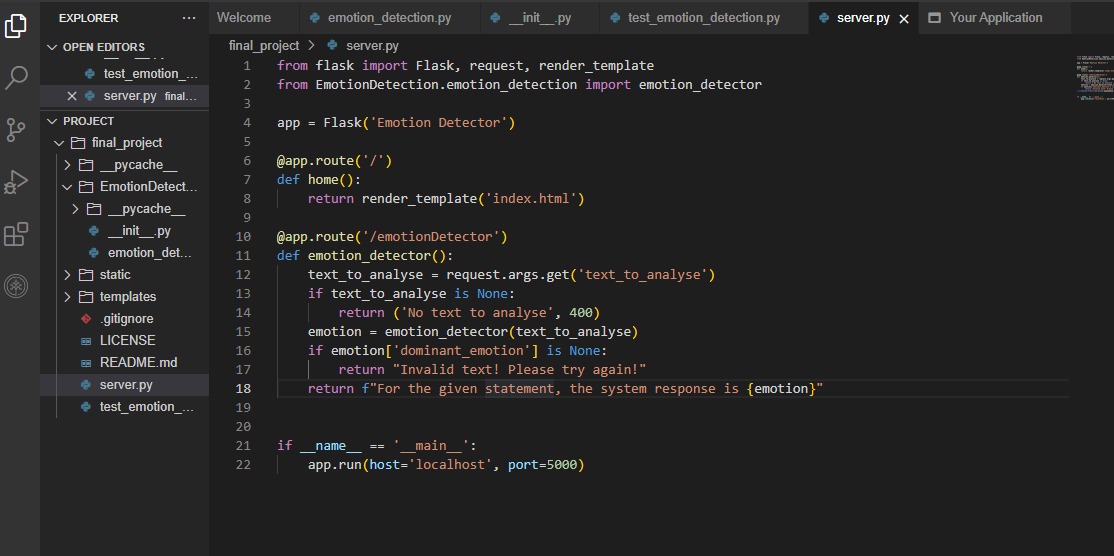 EXPLORER ...
Welcome emotion_detection.py __init__.py test_emotion_detection.py server.py Your Application
OPEN EDITORS
test_emotion_...
server.py final...
PROJECT
final_project
__pycache__
EmotionDetect...
__pycache__
__init__.py
emotion_det...
static
templates
.gitignore
LICENSE
README.md
server.py
test_emotion_...
final_project > server.py
1 from flask import Flask, request, render_template
2 from EmotionDetection.emotion_detection import emotion_detector
3
4 app = Flask('Emotion Detector')
5
6 @app.route('/')
7 def home():
8     return render_template('index.html')
9
10 @app.route('/emotionDetector')
11 def emotion_detector():
12     text_to_analyse = request.args.get('text_to_analyse')
13     if text_to_analyse is None:
14         return ('No text to analyse', 400)
15     emotion = emotion_detector(text_to_analyse)
16     if emotion['dominant_emotion'] is None:
17         return "Invalid text! Please try again!"
18     return f"For the given statement, the system response is {emotion}"
19
20
21 if __name__ == '__main__':
22     app.run(host='localhost', port=5000)